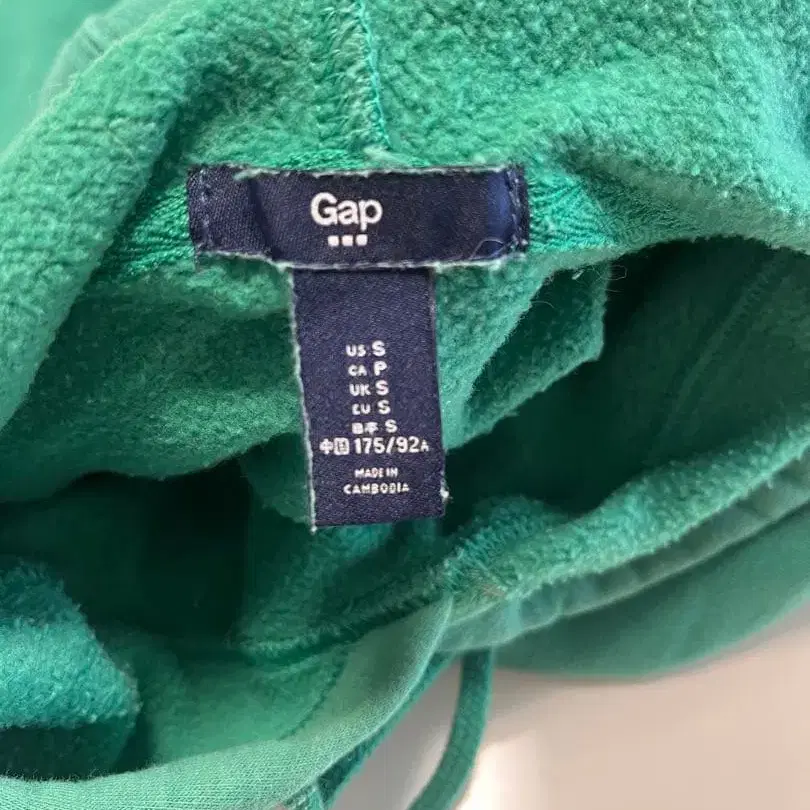 Gap
US S
CA P
UK S
EU S
日本 S
中国 175/92A
MADE IN
CAMBODIA